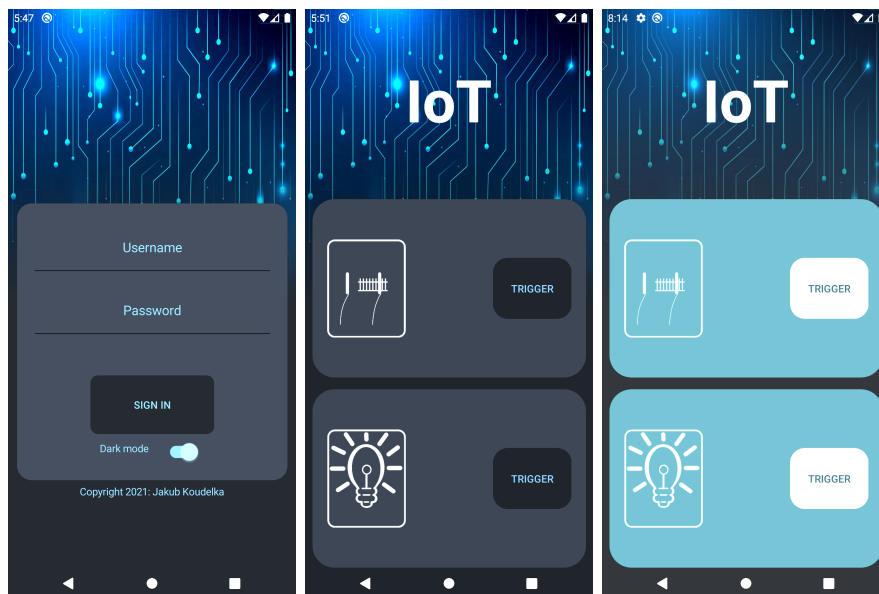 5:47
Username
Password
SIGN IN
Dark mode
Copyright 2021: Jakub Koudelka
5:51
IoT
TRIGGER
TRIGGER
8:14
IoT
TRIGGER
TRIGGER